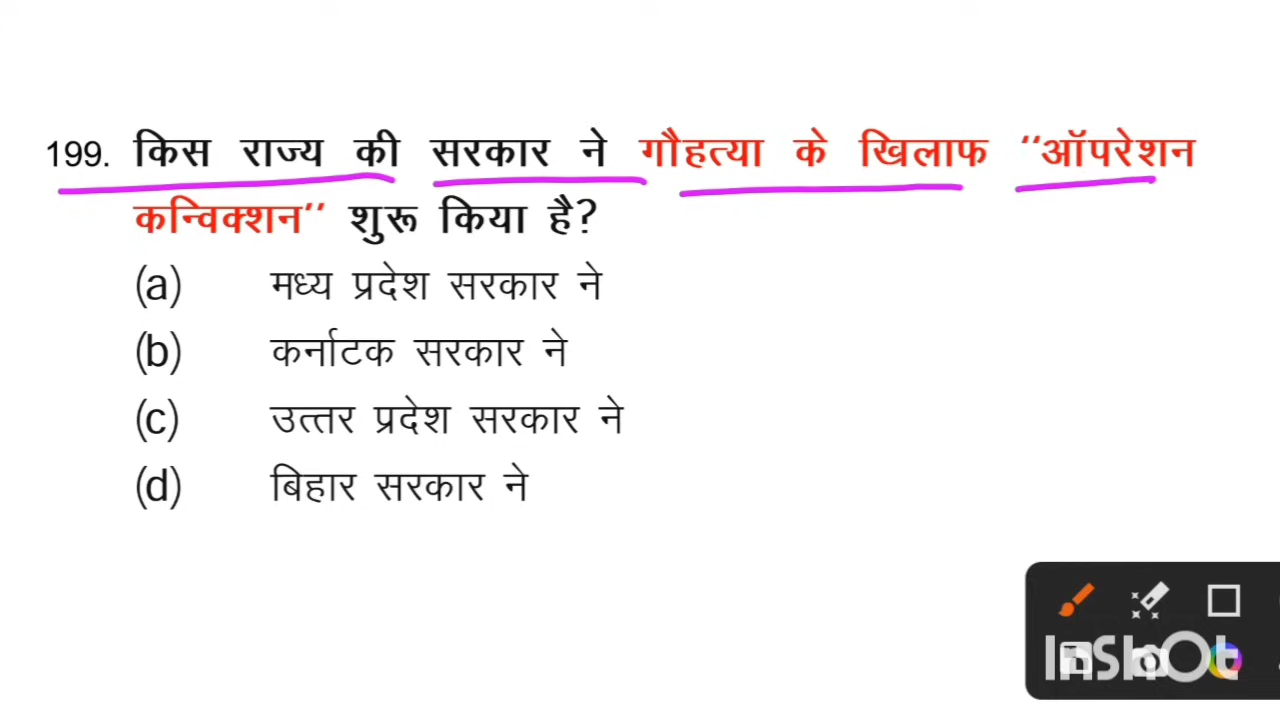 199. किस राज्य की सरकार ने गौहत्या के खिलाफ ''ऑपरेशन
कन्विक्शन'' शुरू किया है?
(a) मध्य प्रदेश सरकार ने
(b) कर्नाटक सरकार ने
(c) उत्तर प्रदेश सरकार ने
(d) बिहार सरकार ने
InShOt